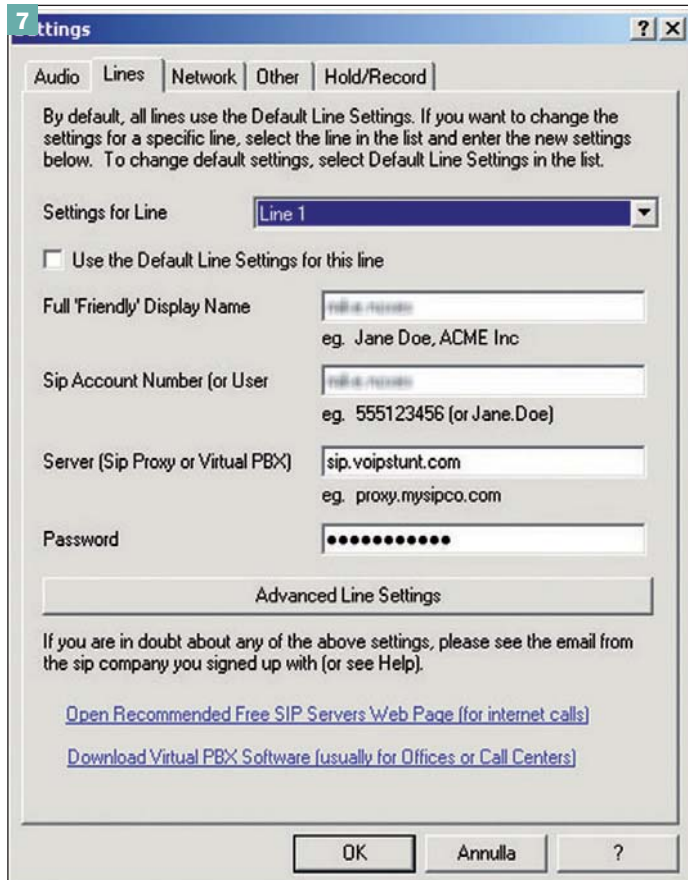 7
ettings
? X
Audio Lines Network Other Hold/Record
By default, all lines use the Default Line Settings. If you want to change the
settings for a specific line, select the line in the list and enter the new settings
below. To change default settings, select Default Line Settings in the list.
Settings for Line Line 1
Use the Default Line Settings for this line
Full 'Friendly' Display Name
eg. Jane Doe, ACME Inc
Sip Account Number (or User
eg. 555123456 (or Jane.Doe)
Server (Sip Proxy or Virtual PBX) sip.voipstunt.com
eg. proxy.mysipco.com
Password ●●●●●●●●●●●
Advanced Line Settings
If you are in doubt about any of the above settings, please see the email from
the sip company you signed up with (or see Help).
Open Recommended Free SIP Servers Web Page (for internet calls)
Download Virtual PBX Software (usually for Offices or Call Centers)
OK Annulla ?